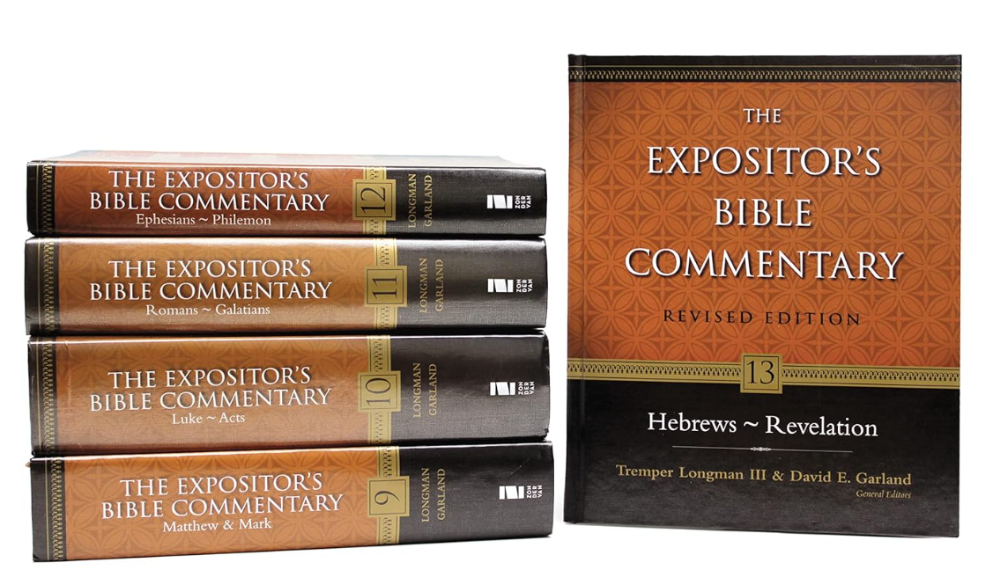 THE EXPOSITOR'S
BIBLE COMMENTARY
Ephesians ~ Philemon
12
LONGMAN
GARLAND
ZON
DER
VAN
THE EXPOSITOR'S
BIBLE COMMENTARY
Romans ~ Galatians
11
LONGMAN
GARLAND
ZON
DER
VAN
THE EXPOSITOR'S
BIBLE COMMENTARY
Luke ~ Acts
10
LONGMAN
GARLAND
ZON
DER
VAN
THE EXPOSITOR'S
BIBLE COMMENTARY
Matthew & Mark
9
LONGMAN
GARLAND
ZON
DER
VAN
THE
EXPOSITOR'S
BIBLE
COMMENTARY
REVISED EDITION
13
Hebrews ~ Revelation
Tremper Longman III & David E. Garland
General Editors